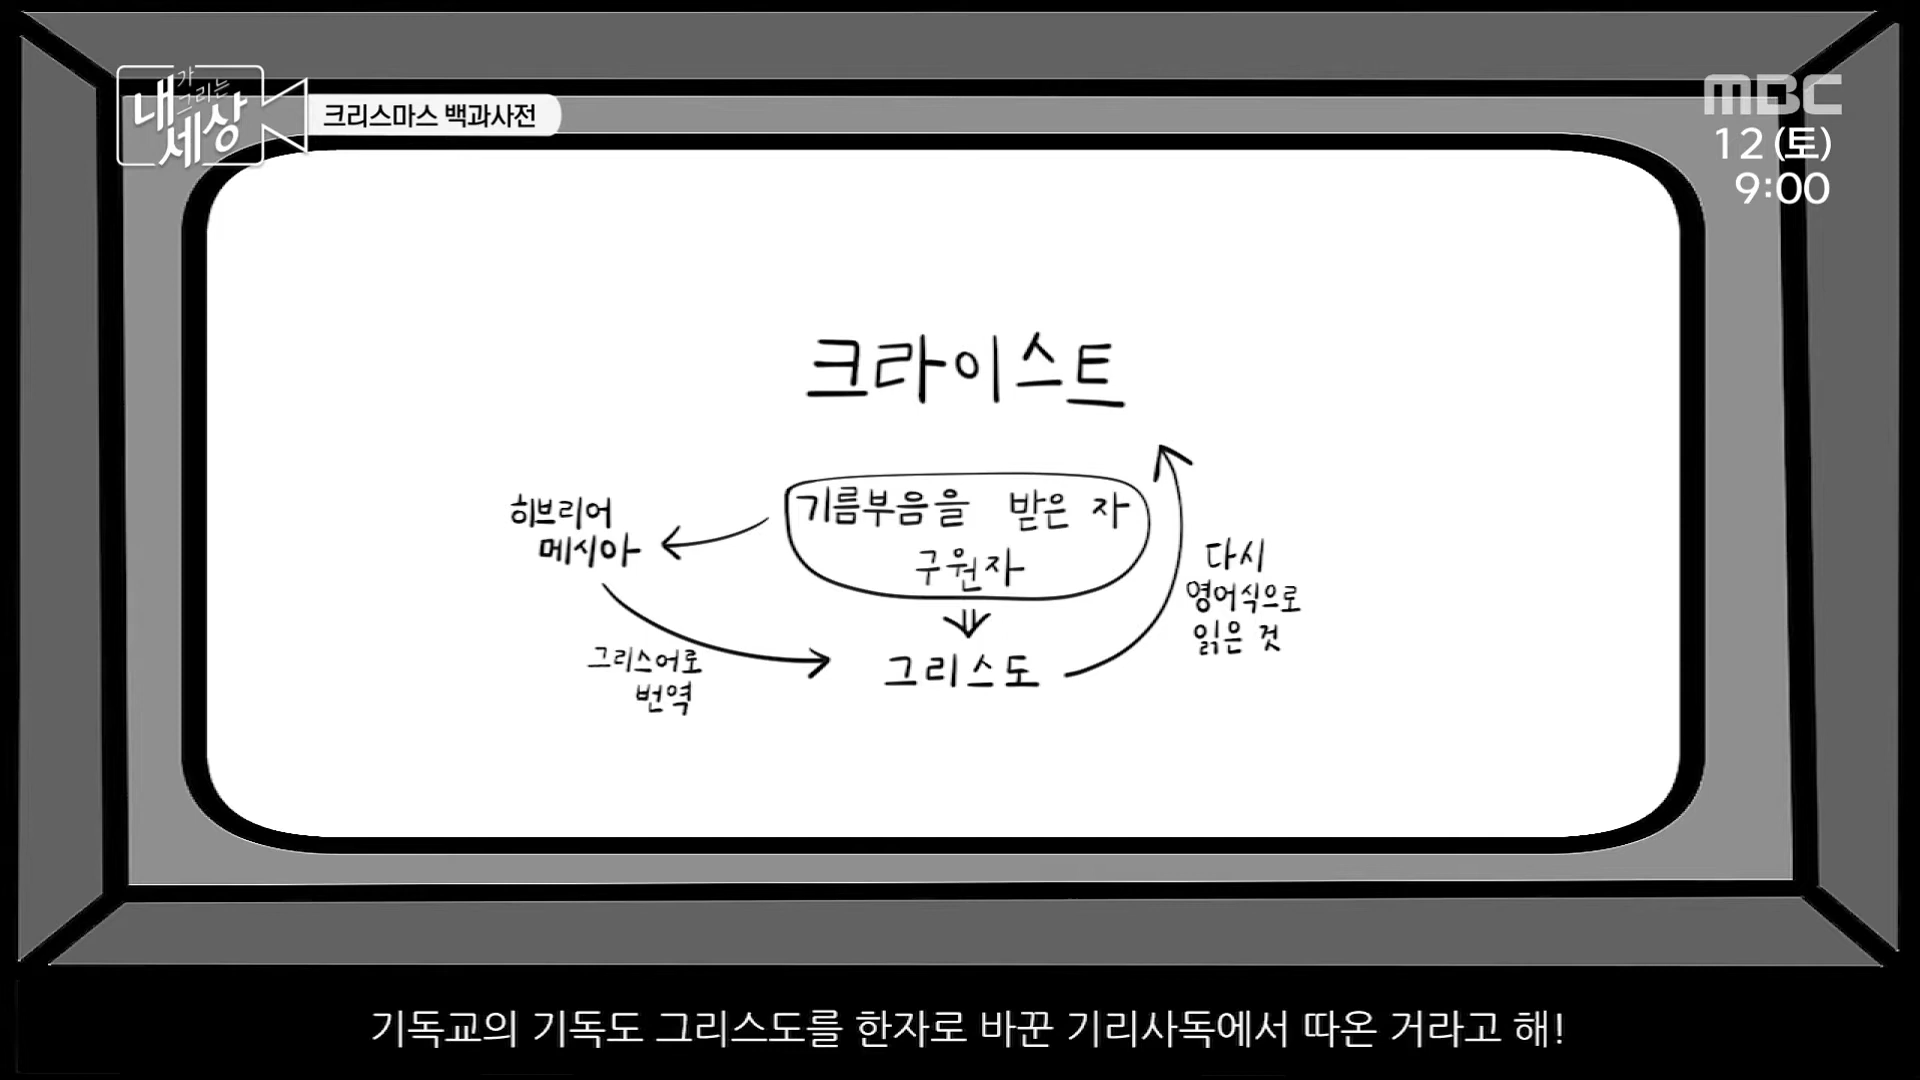 내가 그리는 세상
크리스마스 백과사전
MBC
12(토)
9:00
크라이스트
기름부음을 받은 자
구원자
히브리어
메시아
그리스어로
번역
그리스도
다시
영어식으로
읽은 것
기독교의 기독도 그리스도를 한자로 바꾼 기리사독에서 따온 거라고 해!